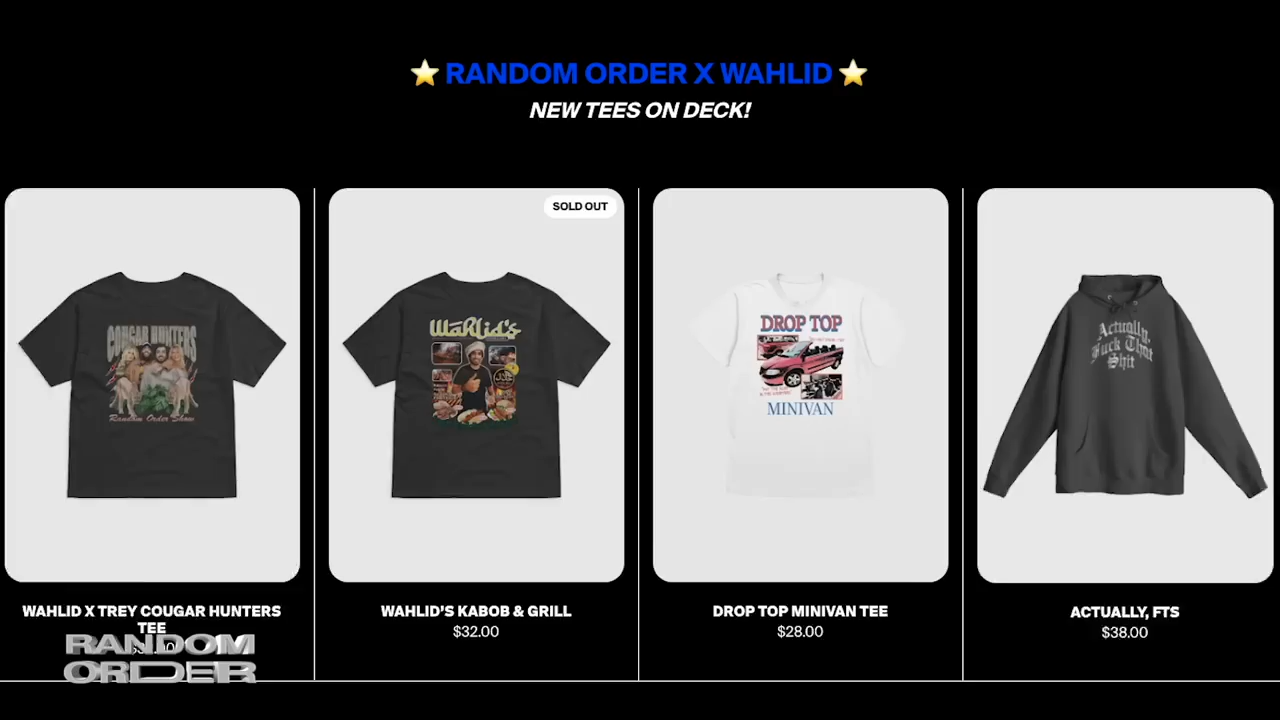 ⭐ RANDOM ORDER X WAHLID ⭐
NEW TEES ON DECK!
SOLD OUT
COUGAR HUNTERS
Random Order Show
Wahlid's
DROP TOP
MINIVAN
Actually,
Fuck That
Shit
WAHLID X TREY COUGAR HUNTERS
TEE
WAHLID'S KABOB & GRILL
$32.00
DROP TOP MINIVAN TEE
$28.00
ACTUALLY, FTS
$38.00
RANDOM
ORDER